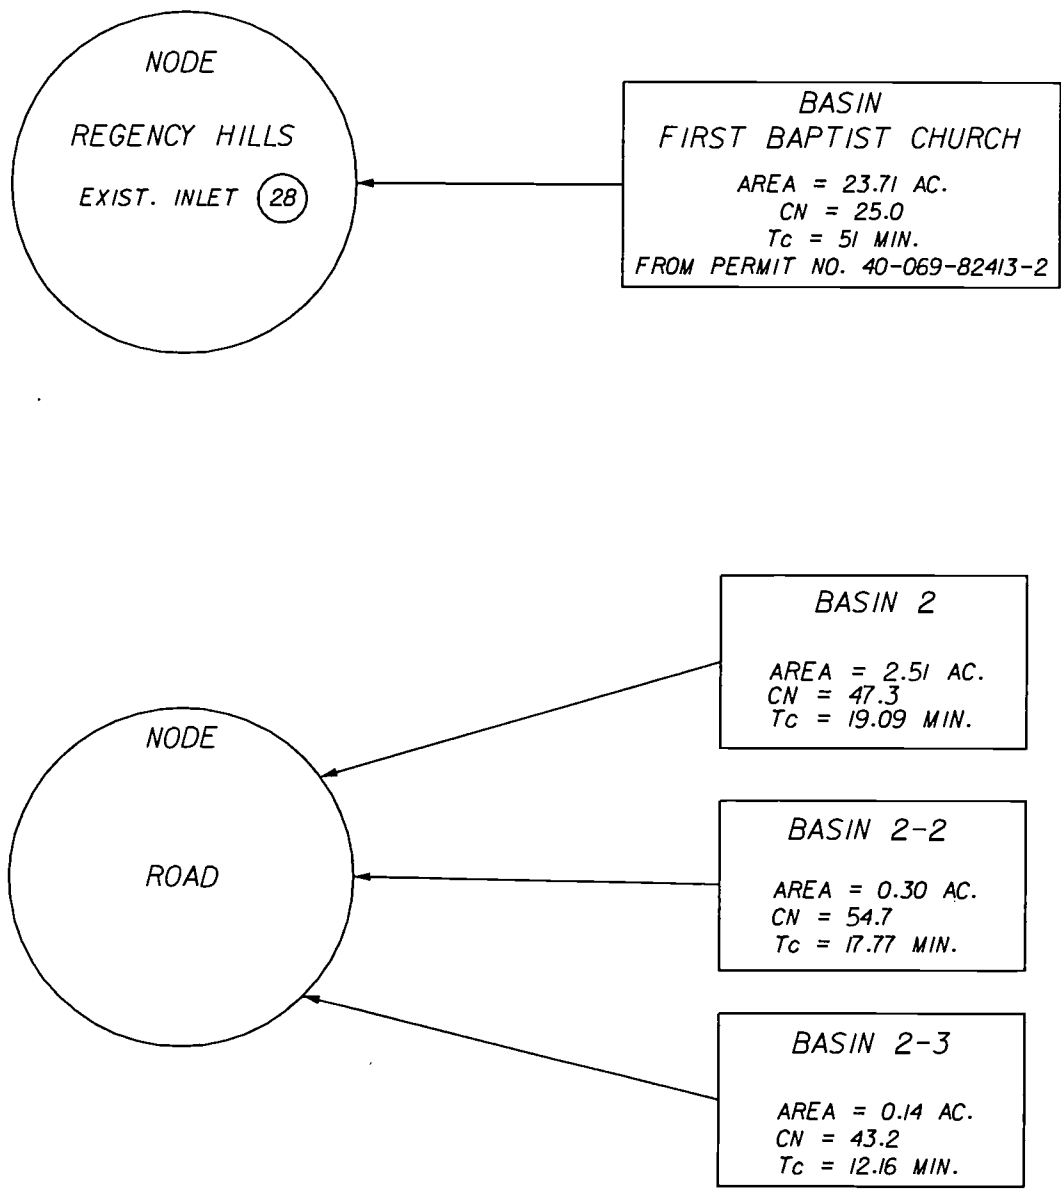 NODE
REGENCY HILLS
EXIST. INLET 28
BASIN
FIRST BAPTIST CHURCH
AREA = 23.71 AC.
CN = 25.0
Tc = 51 MIN.
FROM PERMIT NO. 40-069-82413-2
NODE
ROAD
BASIN 2
AREA = 2.51 AC.
CN = 47.3
Tc = 19.09 MIN.
BASIN 2-2
AREA = 0.30 AC.
CN = 54.7
Tc = 17.77 MIN.
BASIN 2-3
AREA = 0.14 AC.
CN = 43.2
Tc = 12.16 MIN.